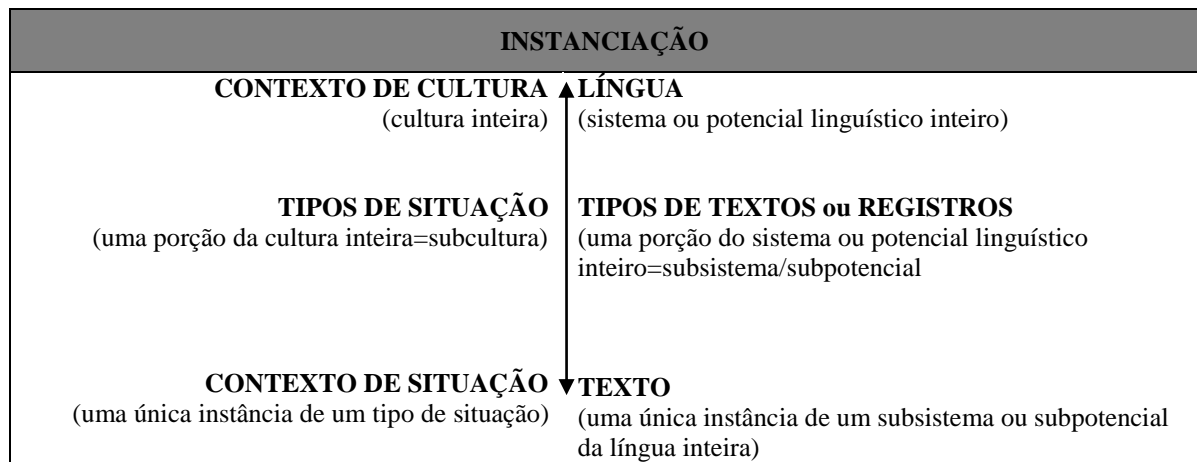 INSTANCIAÇÃO
CONTEXTO DE CULTURA
(cultura inteira)
LÍNGUA
(sistema ou potencial linguístico inteiro)
TIPOS DE SITUAÇÃO
(uma porção da cultura inteira=subcultura)
TIPOS DE TEXTOS ou REGISTROS
(uma porção do sistema ou potencial linguístico
inteiro=subsistema/subpotencial
CONTEXTO DE SITUAÇÃO
(uma única instância de um tipo de situação)
TEXTO
(uma única instância de um subsistema ou subpotencial
da língua inteira)